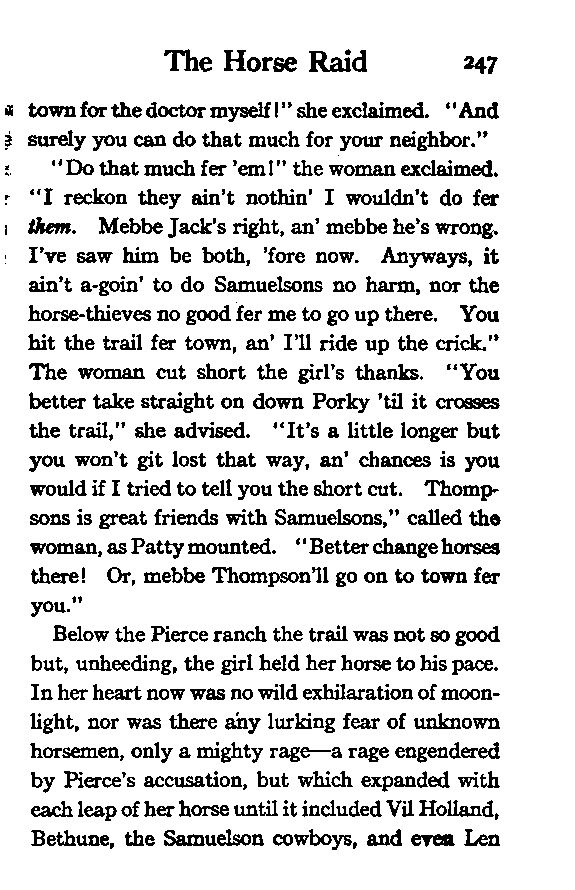 The Horse Raid 247
town for the doctor myself!" she exclaimed. "And
surely you can do that much for your neighbor."
"Do that much fer 'em!" the woman exclaimed.
"I reckon they ain't nothin' I wouldn't do fer
them. Mebbe Jack's right, an' mebbe he's wrong.
I've saw him be both, 'fore now. Anyways, it
ain't a-goin' to do Samuelsons no harm, nor the
horse-thieves no good fer me to go up there. You
hit the trail fer town, an' I'll ride up the crick."
The woman cut short the girl's thanks. "You
better take straight on down Porky 'til it crosses
the trail," she advised. "It's a little longer but
you won't git lost that way, an' chances is you
would if I tried to tell you the short cut. Thomp-
sons is great friends with Samuelsons," called the
woman, as Patty mounted. "Better change horses
there! Or, mebbe Thompson'll go on to town fer
you."
Below the Pierce ranch the trail was not so good
but, unheeding, the girl held her horse to his pace.
In her heart now was no wild exhilaration of moon-
light, nor was there any lurking fear of unknown
horsemen, only a mighty rage—a rage engendered
by Pierce's accusation, but which expanded with
each leap of her horse until it included Vil Holland,
Bethune, the Samuelson cowboys, and even Len